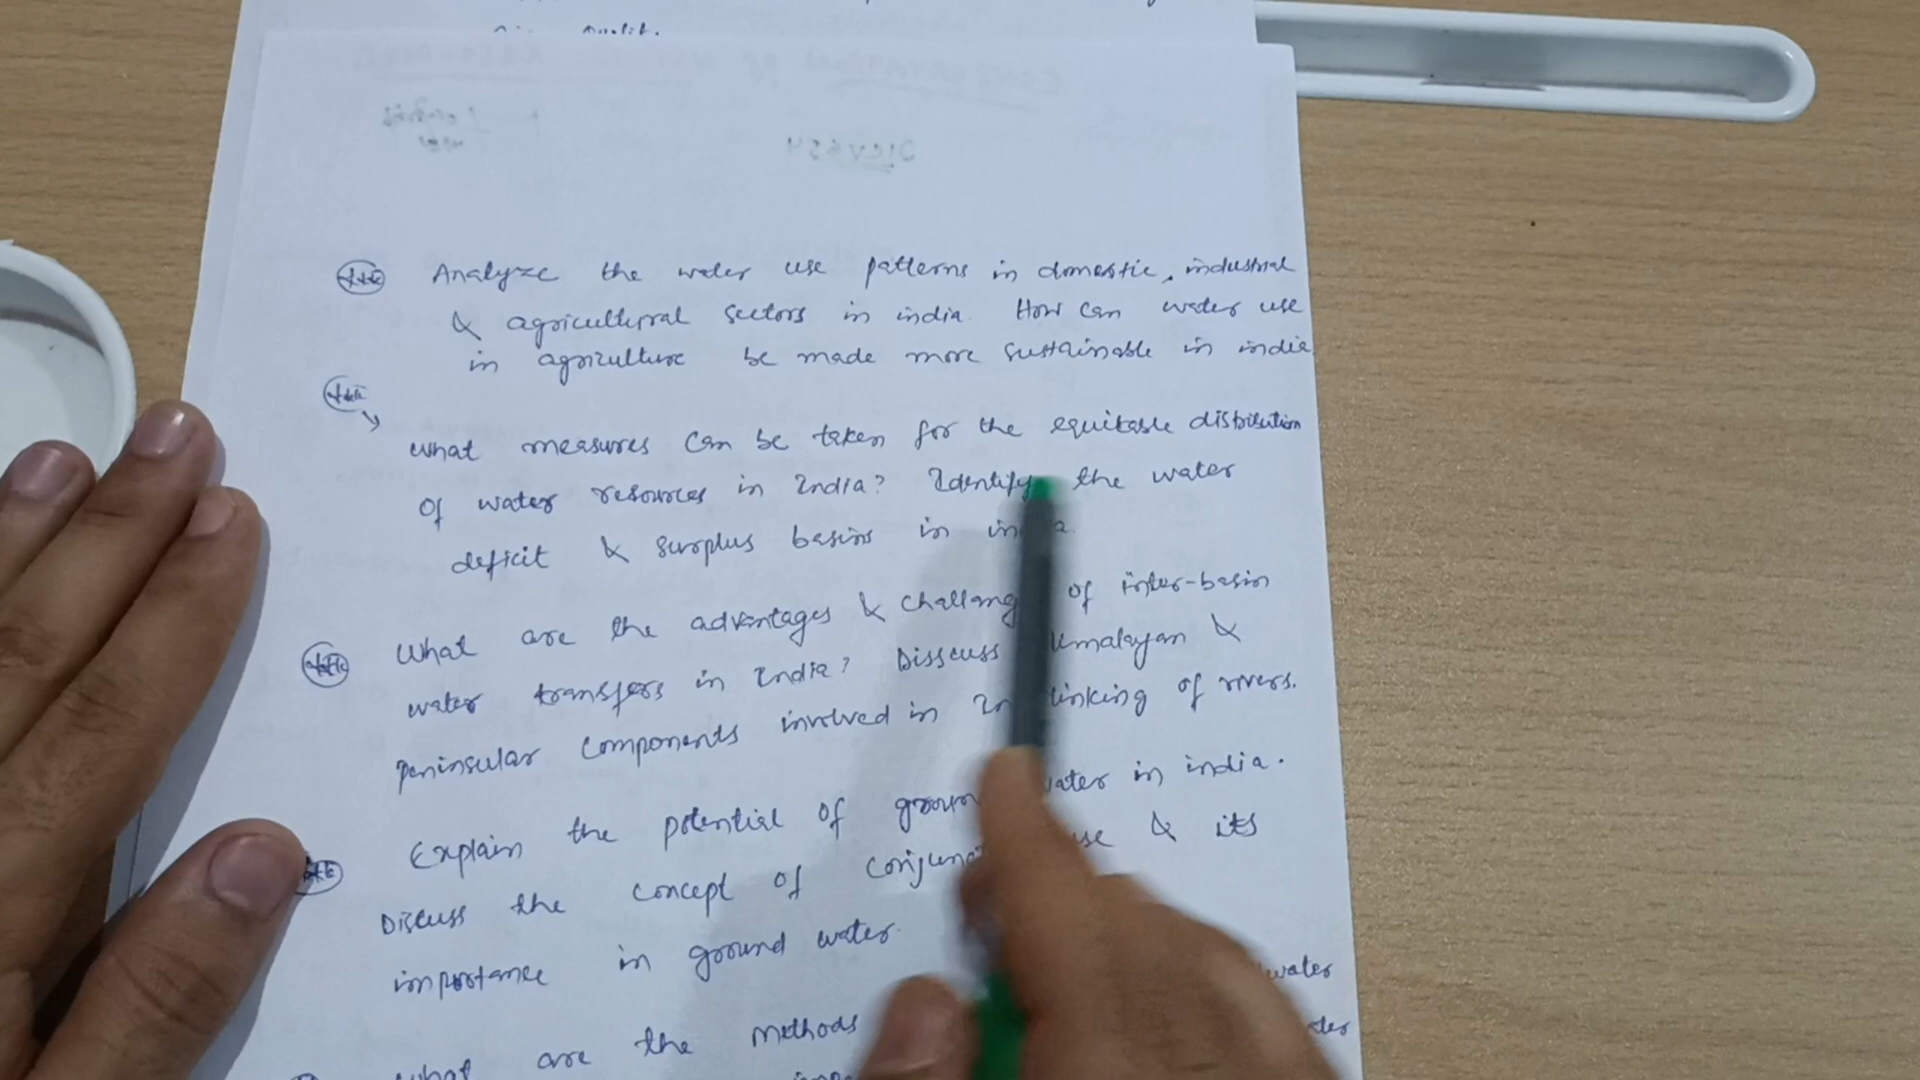 Analyze the water use patterns in domestic, industrial
& agricultural sectors in india. How can water use
in agriculture be made more sustainable in india
What measures can be taken for the equitable distribution
of water resources in India? Identify the water
deficit & surplus basins in
What are the advantages & of inter-basin
water transfers in India? Disscuss &
peninsular components involved in linking of rivers.
Explain the potential of in india.
Discuss the concept of & its
importance in ground water.
water
what are the methods